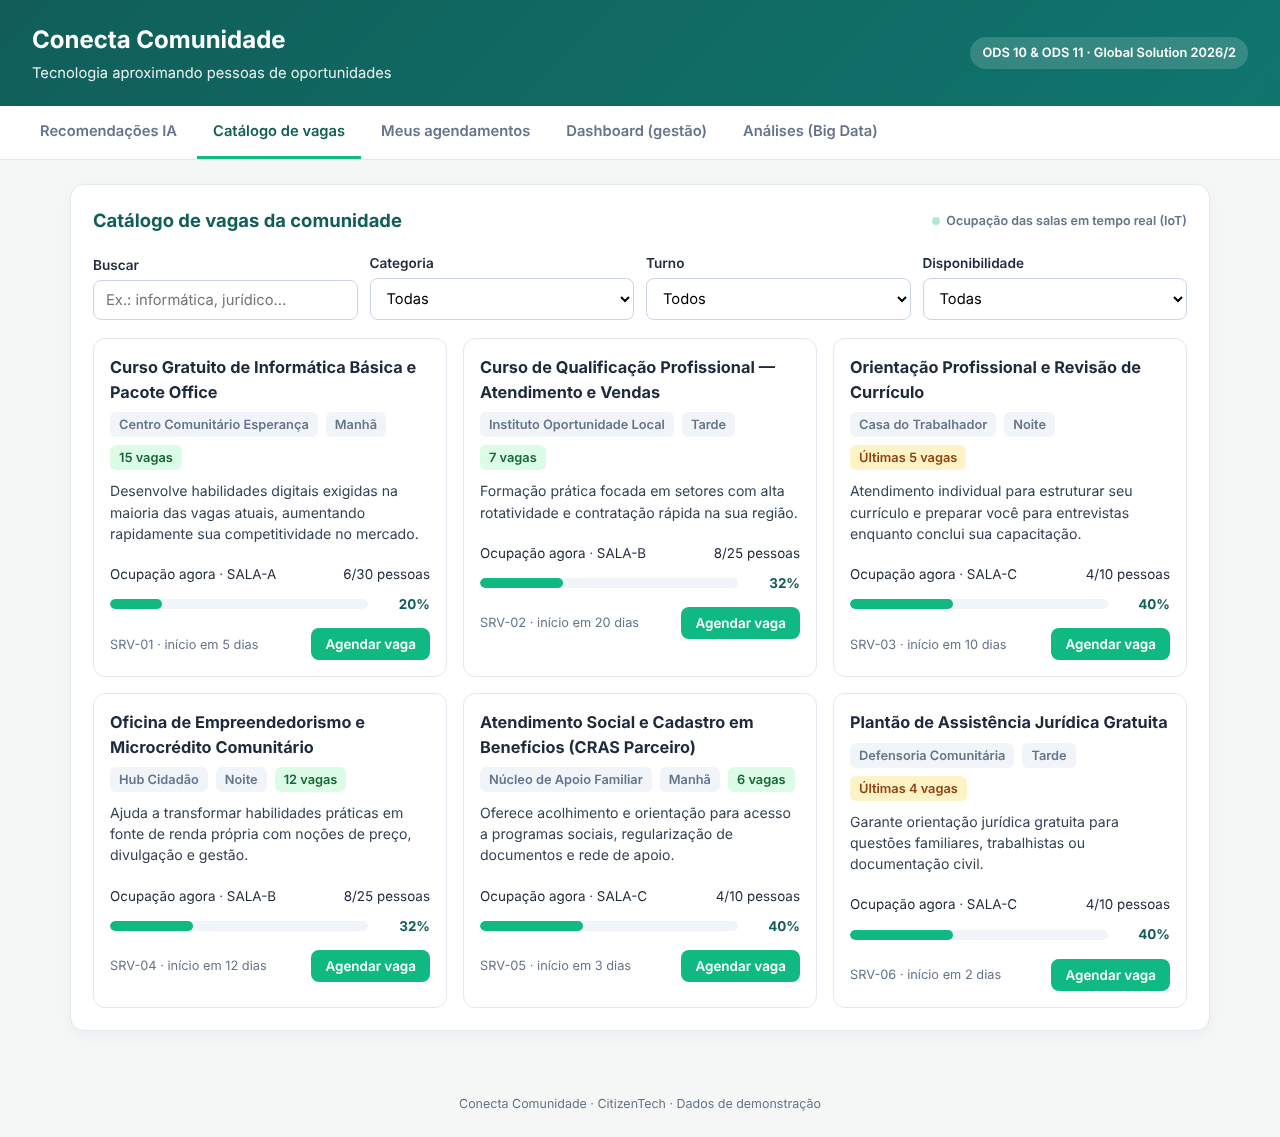 Conecta Comunidade
Tecnologia aproximando pessoas de oportunidades
ODS 10 & ODS 11 · Global Solution 2026/2
Recomendações IA
Catálogo de vagas
Meus agendamentos
Dashboard (gestão)
Análises (Big Data)
Catálogo de vagas da comunidade
Ocupação das salas em tempo real (IoT)
Buscar
Ex.: informática, jurídico...
Categoria
Todas
Turno
Todos
Disponibilidade
Todas
Curso Gratuito de Informática Básica e
Pacote Office
Centro Comunitário Esperança
Manhã
15 vagas
Desenvolve habilidades digitais exigidas na
maioria das vagas atuais, aumentando
rapidamente sua competitividade no mercado.
Ocupação agora · SALA-A
6/30 pessoas
20%
SRV-01 · início em 5 dias
Agendar vaga
Curso de Qualificação Profissional —
Atendimento e Vendas
Instituto Oportunidade Local
Tarde
7 vagas
Formação prática focada em setores com alta
rotatividade e contratação rápida na sua região.
Ocupação agora · SALA-B
8/25 pessoas
32%
SRV-02 · início em 20 dias
Agendar vaga
Orientação Profissional e Revisão de
Currículo
Casa do Trabalhador
Noite
Últimas 5 vagas
Atendimento individual para estruturar seu
currículo e preparar você para entrevistas
enquanto conclui sua capacitação.
Ocupação agora · SALA-C
4/10 pessoas
40%
SRV-03 · início em 10 dias
Agendar vaga
Oficina de Empreendedorismo e
Microcrédito Comunitário
Hub Cidadão
Noite
12 vagas
Ajuda a transformar habilidades práticas em
fonte de renda própria com noções de preço,
divulgação e gestão.
Ocupação agora · SALA-B
8/25 pessoas
32%
SRV-04 · início em 12 dias
Agendar vaga
Atendimento Social e Cadastro em
Benefícios (CRAS Parceiro)
Núcleo de Apoio Familiar
Manhã
6 vagas
Oferece acolhimento e orientação para acesso
a programas sociais, regularização de
documentos e rede de apoio.
Ocupação agora · SALA-C
4/10 pessoas
40%
SRV-05 · início em 3 dias
Agendar vaga
Plantão de Assistência Jurídica Gratuita
Defensoria Comunitária
Tarde
Últimas 4 vagas
Garante orientação jurídica gratuita para
questões familiares, trabalhistas ou
documentação civil.
Ocupação agora · SALA-C
4/10 pessoas
40%
SRV-06 · início em 2 dias
Agendar vaga
Conecta Comunidade · CitizenTech · Dados de demonstração